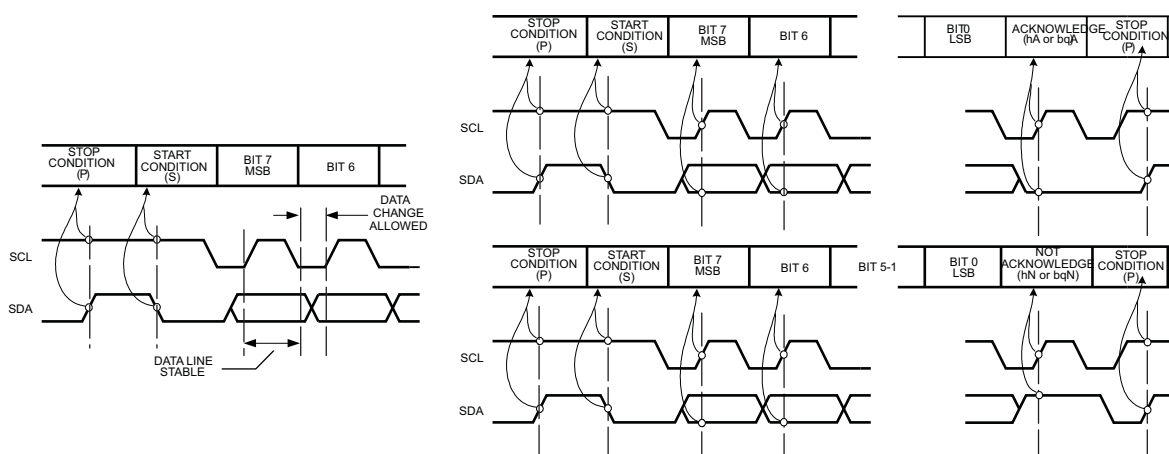 STOP
CONDITION
(P)
START
CONDITION
(S)
BIT 7
MSB
BIT 6
DATA
CHANGE
ALLOWED
SCL
SDA
DATA LINE
STABLE
STOP
CONDITION
(P)
START
CONDITION
(S)
BIT 7
MSB
BIT 6
BIT0
LSB
ACKNOWLEDGE
(hA or bqA)
STOP
CONDITION
(P)
SCL
SDA
STOP
CONDITION
(P)
START
CONDITION
(S)
BIT 7
MSB
BIT 6
BIT 5-1
BIT 0
LSB
NOT
ACKNOWLEDGE
(hN or bqN)
STOP
CONDITION
(P)
SCL
SDA